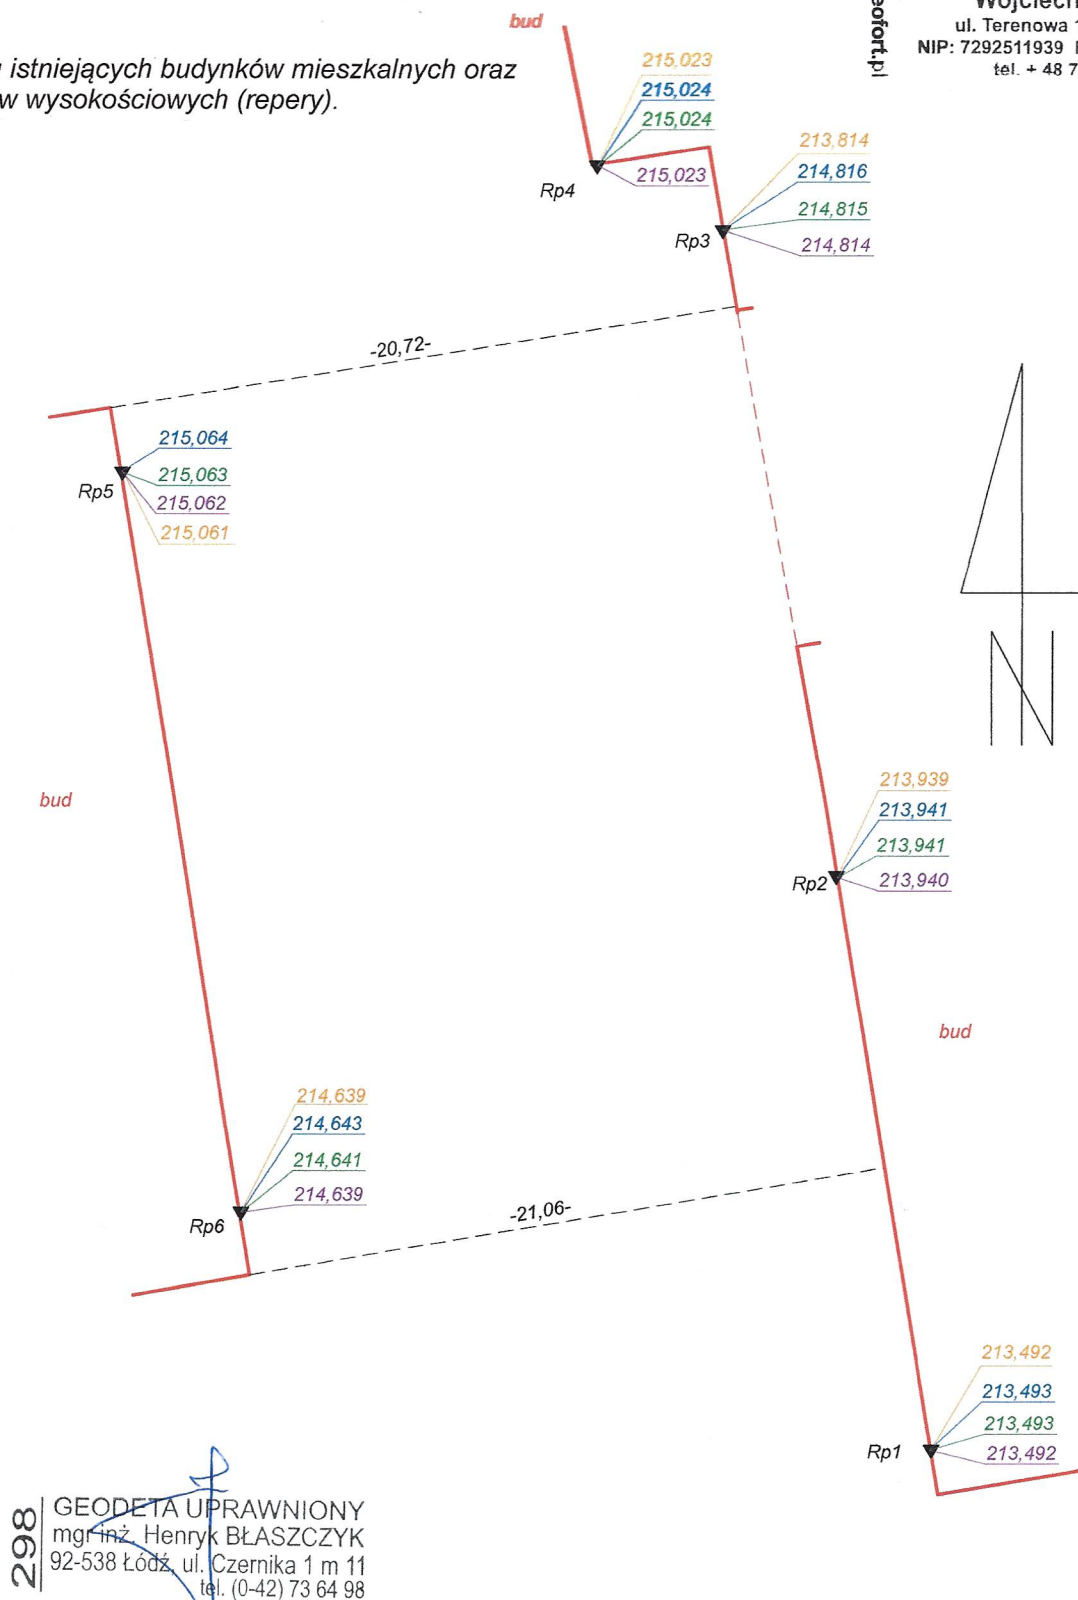 bud
istniejących budynków mieszkalnych oraz
w wysokościowych (repery).
eofort.pl
Wojciech
ul. Terenowa 1
NIP: 7292511939
tel. + 48 7
215,023
215,024
215,024
215,023
Rp4
213,814
214,816
214,815
214,814
Rp3
-20,72-
215,064
215,063
215,062
215,061
Rp5
N
bud
213,939
213,941
213,941
213,940
Rp2
bud
214,639
214,643
214,641
214,639
Rp6
-21,06-
213,492
213,493
213,493
213,492
Rp1
298
GEODETA UPRAWNIONY
mgr inż. Henryk BŁASZCZYK
92-538 Łódź, ul. Czernika 1 m 11
tel. (0-42) 73 64 98